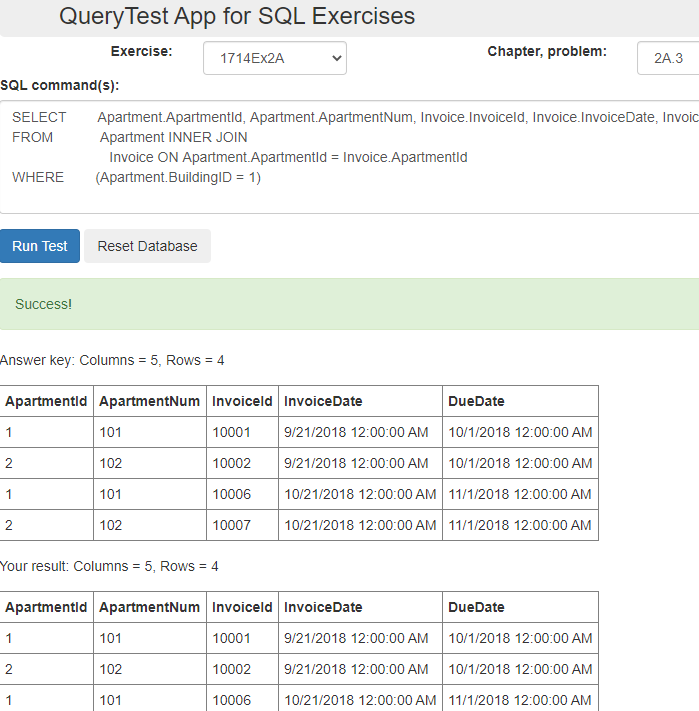 QueryTest App for SQL Exercises
Exercise: 1714Ex2A Chapter, problem: 2A.3
SQL command(s):
SELECT Apartment.ApartmentId, Apartment.ApartmentNum, Invoice.InvoiceId, Invoice.InvoiceDate, Invoic
FROM Apartment INNER JOIN
Invoice ON Apartment.ApartmentId = Invoice.ApartmentId
WHERE (Apartment.BuildingID = 1)
Run Test Reset Database
Success!
Answer key: Columns = 5, Rows = 4
ApartmentId ApartmentNum InvoiceId InvoiceDate DueDate
1 101 10001 9/21/2018 12:00:00 AM 10/1/2018 12:00:00 AM
2 102 10002 9/21/2018 12:00:00 AM 10/1/2018 12:00:00 AM
1 101 10006 10/21/2018 12:00:00 AM 11/1/2018 12:00:00 AM
2 102 10007 10/21/2018 12:00:00 AM 11/1/2018 12:00:00 AM
Your result: Columns = 5, Rows = 4
ApartmentId ApartmentNum InvoiceId InvoiceDate DueDate
1 101 10001 9/21/2018 12:00:00 AM 10/1/2018 12:00:00 AM
2 102 10002 9/21/2018 12:00:00 AM 10/1/2018 12:00:00 AM
1 101 10006 10/21/2018 12:00:00 AM 11/1/2018 12:00:00 AM